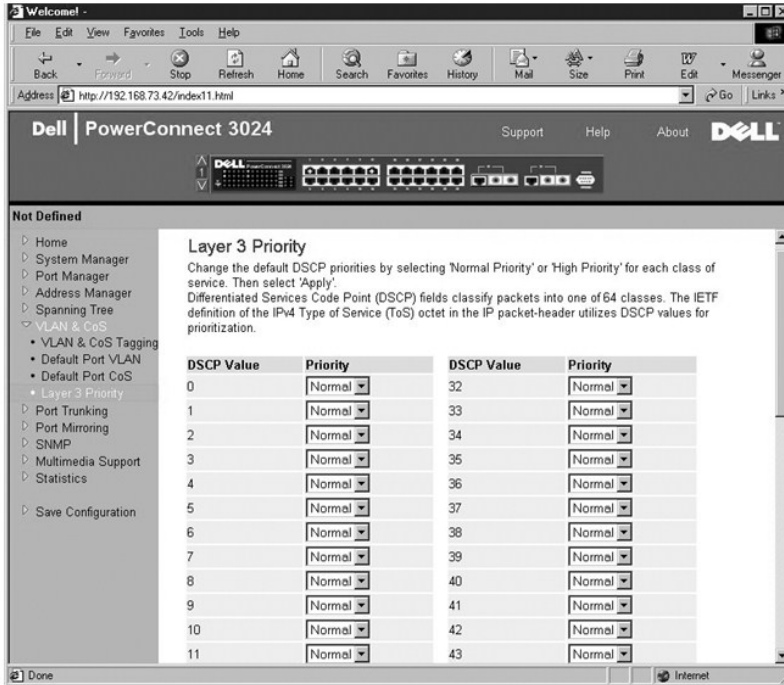 Welcome! -
File Edit View Favorites Tools Help
Back Forward Stop Refresh Home Search Favorites History Mail Size Print Edit Messenger
Address http://192.168.73.42/index11.html Go Links
Dell PowerConnect 3024 Support Help About DELL
1 DELL
Not Defined
Home
System Manager
Port Manager
Address Manager
Spanning Tree
VLAN & CoS
• VLAN & CoS Tagging
• Default Port VLAN
• Default Port CoS
• Layer 3 Priority
Port Trunking
Port Mirroring
SNMP
Multimedia Support
Statistics
Save Configuration
Layer 3 Priority
Change the default DSCP priorities by selecting 'Normal Priority' or 'High Priority' for each class of
service. Then select 'Apply'.
Differentiated Services Code Point (DSCP) fields classify packets into one of 64 classes. The IETF
definition of the IPv4 Type of Service (ToS) octet in the IP packet-header utilizes DSCP values for
prioritization.
DSCP Value Priority DSCP Value Priority
0 Normal 32 Normal
1 Normal 33 Normal
2 Normal 34 Normal
3 Normal 35 Normal
4 Normal 36 Normal
5 Normal 37 Normal
6 Normal 38 Normal
7 Normal 39 Normal
8 Normal 40 Normal
9 Normal 41 Normal
10 Normal 42 Normal
11 Normal 43 Normal
Done Internet